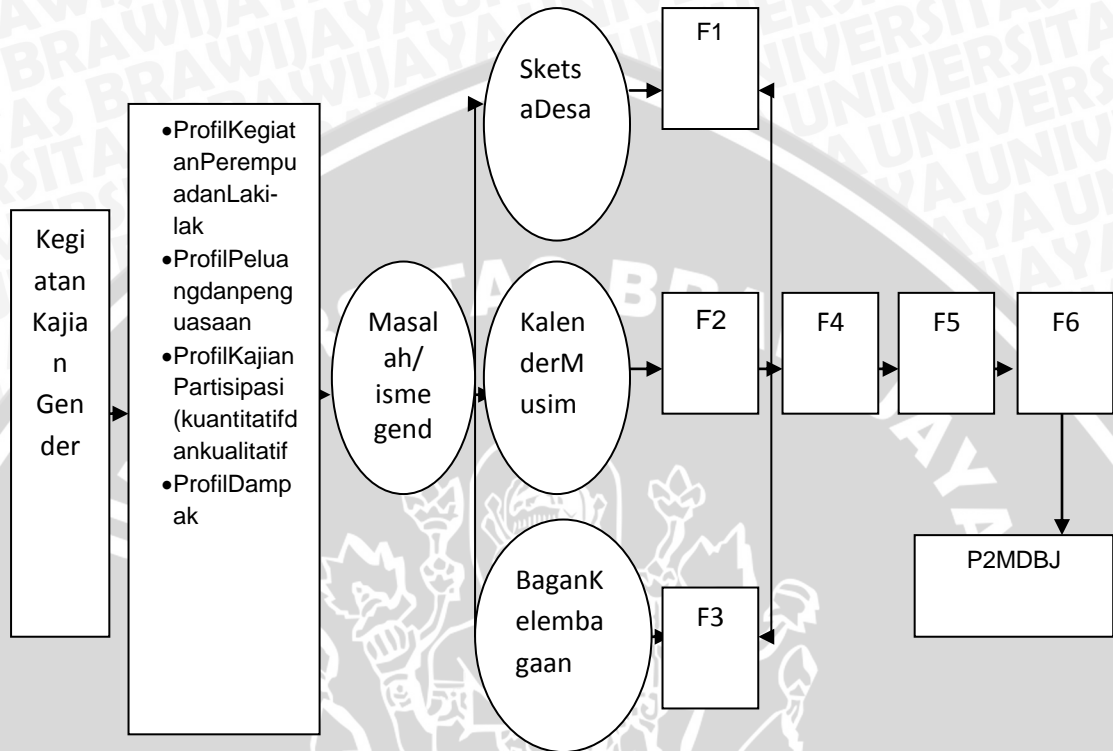 Kegi
atan
Kajia
n
Gen
der
•ProfilKegiat
anPerempu
adanLaki-
lak
•ProfilPelua
ngdanpeng
uasaan
•ProfilKajian
Partisipasi
(kuantitatifd
ankualitatif
•ProfilDamp
ak
Masal
ah/
isme
gend
Skets
aDesa
Kalen
derM
usim
BaganK
elemba
gaan
F1
F2
F3
F4
F5
F6
P2MDBJ